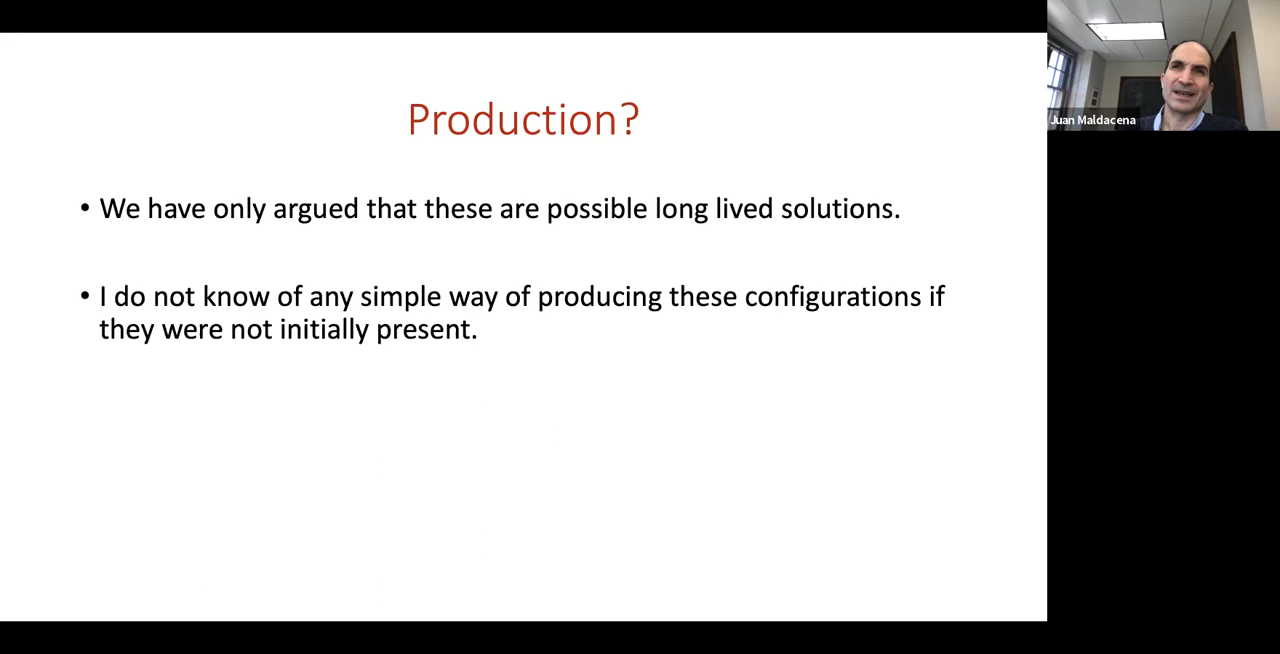 Production?
• We have only argued that these are possible long lived solutions.
• I do not know of any simple way of producing these configurations if
they were not initially present.
Juan Maldacena